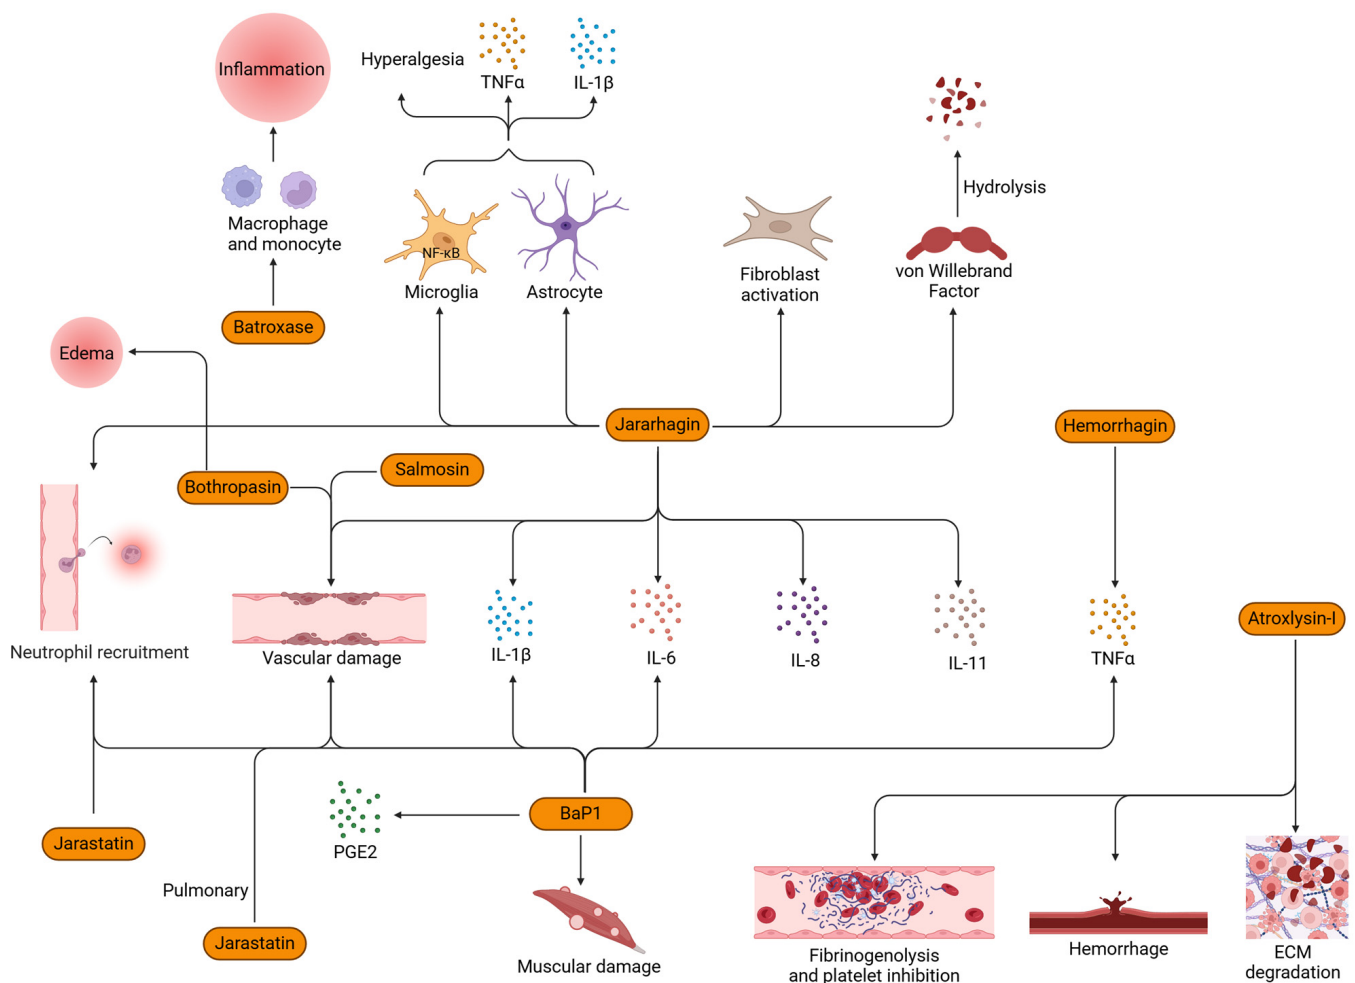 Inflammation
Hyperalgesia
TNFα
IL-1β
Hydrolysis
Macrophage
and monocyte
NF-κB
Microglia
Astrocyte
Fibroblast
activation
von Willebrand
Factor
Batroxase
Edema
Jararhagin
Hemorrhagin
Bothropasin
Salmosin
Neutrophil recruitment
Vascular damage
IL-1β
IL-6
IL-8
IL-11
TNFα
Atroxlysin-I
Jarastatin
PGE2
BaP1
Pulmonary
Jarastatin
Muscular damage
Fibrinogenolysis
and platelet inhibition
Hemorrhage
ECM
degradation